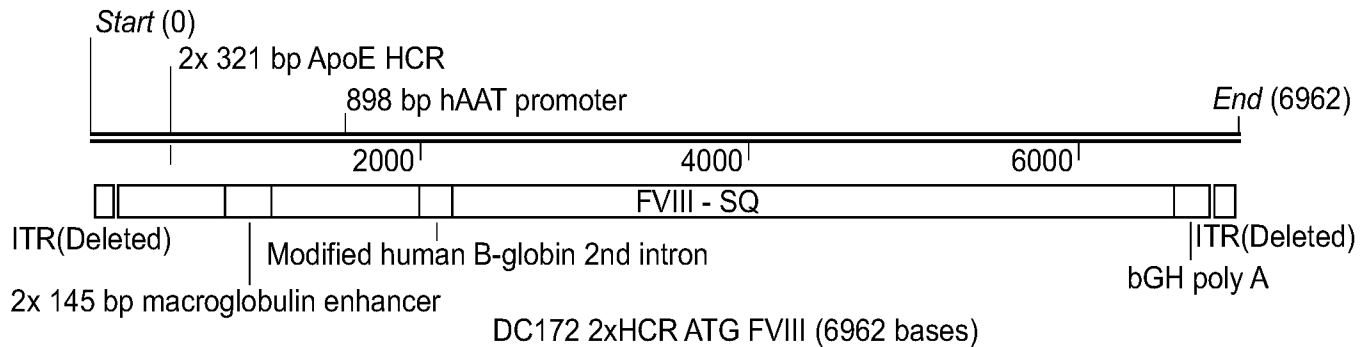 Start (0)
2x 321 bp ApoE HCR
898 bp hAAT promoter
End (6962)
2000
4000
6000
FVIII - SQ
ITR(Deleted)
Modified human B-globin 2nd intron
ITR(Deleted)
bGH poly A
2x 145 bp macroglobulin enhancer
DC172 2xHCR ATG FVIII (6962 bases)